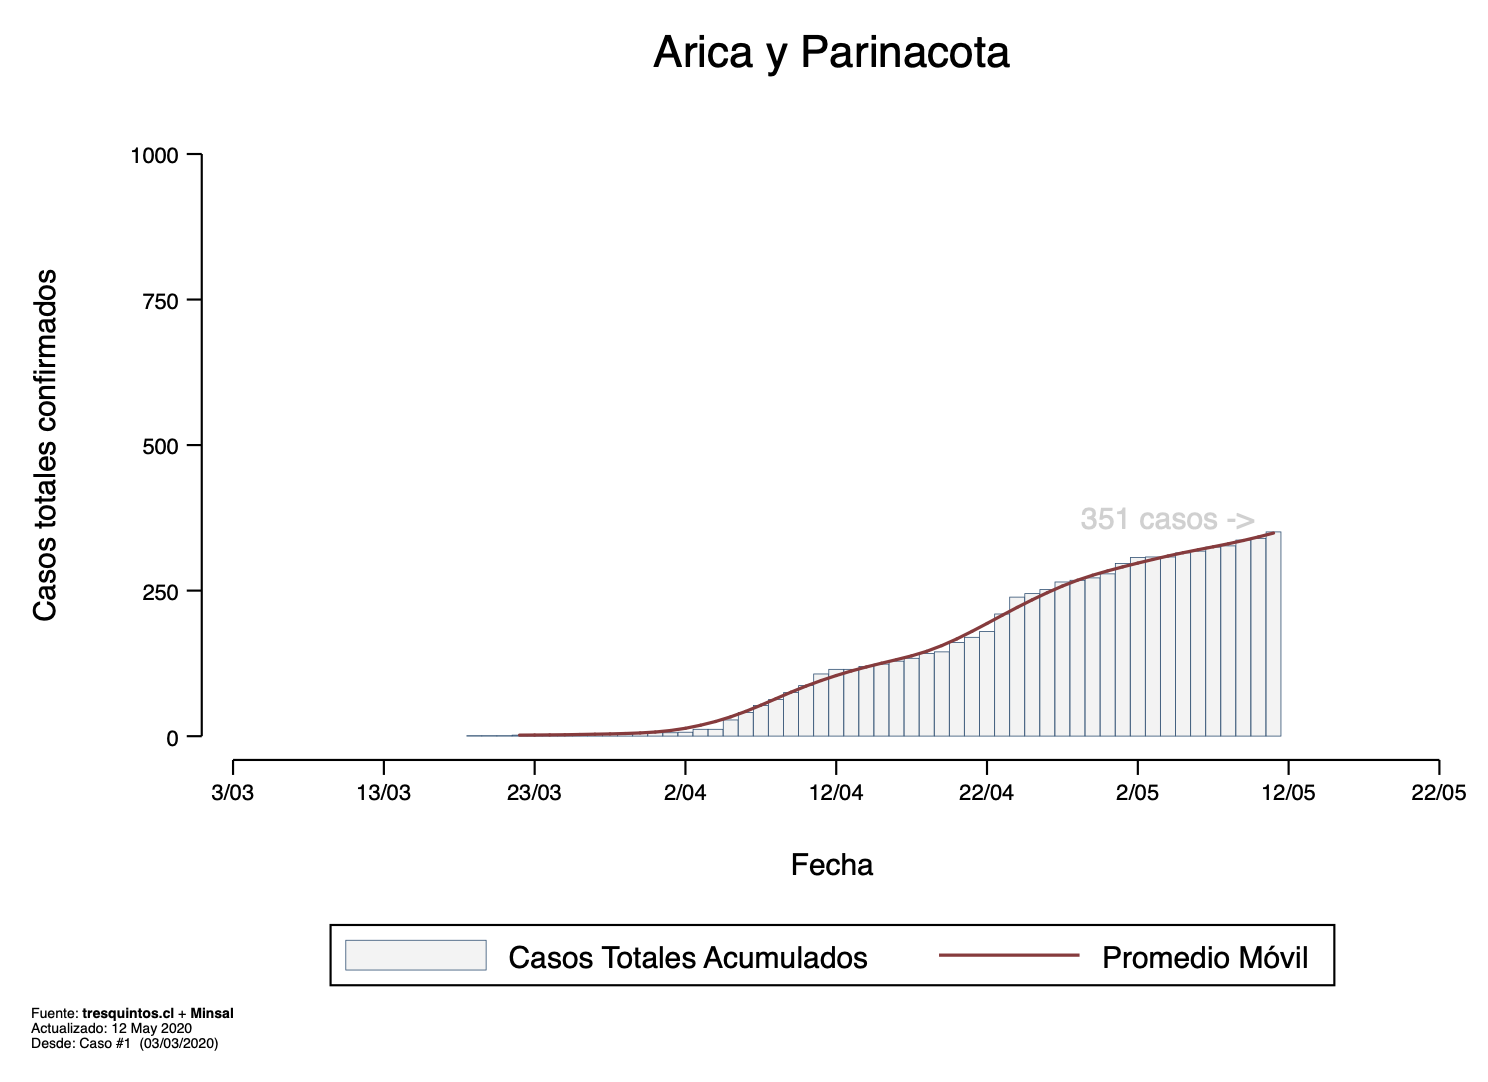 Arica y Parinacota
Casos totales confirmados
1000
750
500
250
0
351 casos ->
3/03 13/03 23/03 2/04 12/04 22/04 2/05 12/05 22/05
Fecha
Casos Totales Acumulados Promedio Móvil
Fuente: tresquintos.cl + Minsal
Actualizado: 12 May 2020
Desde: Caso #1 (03/03/2020)